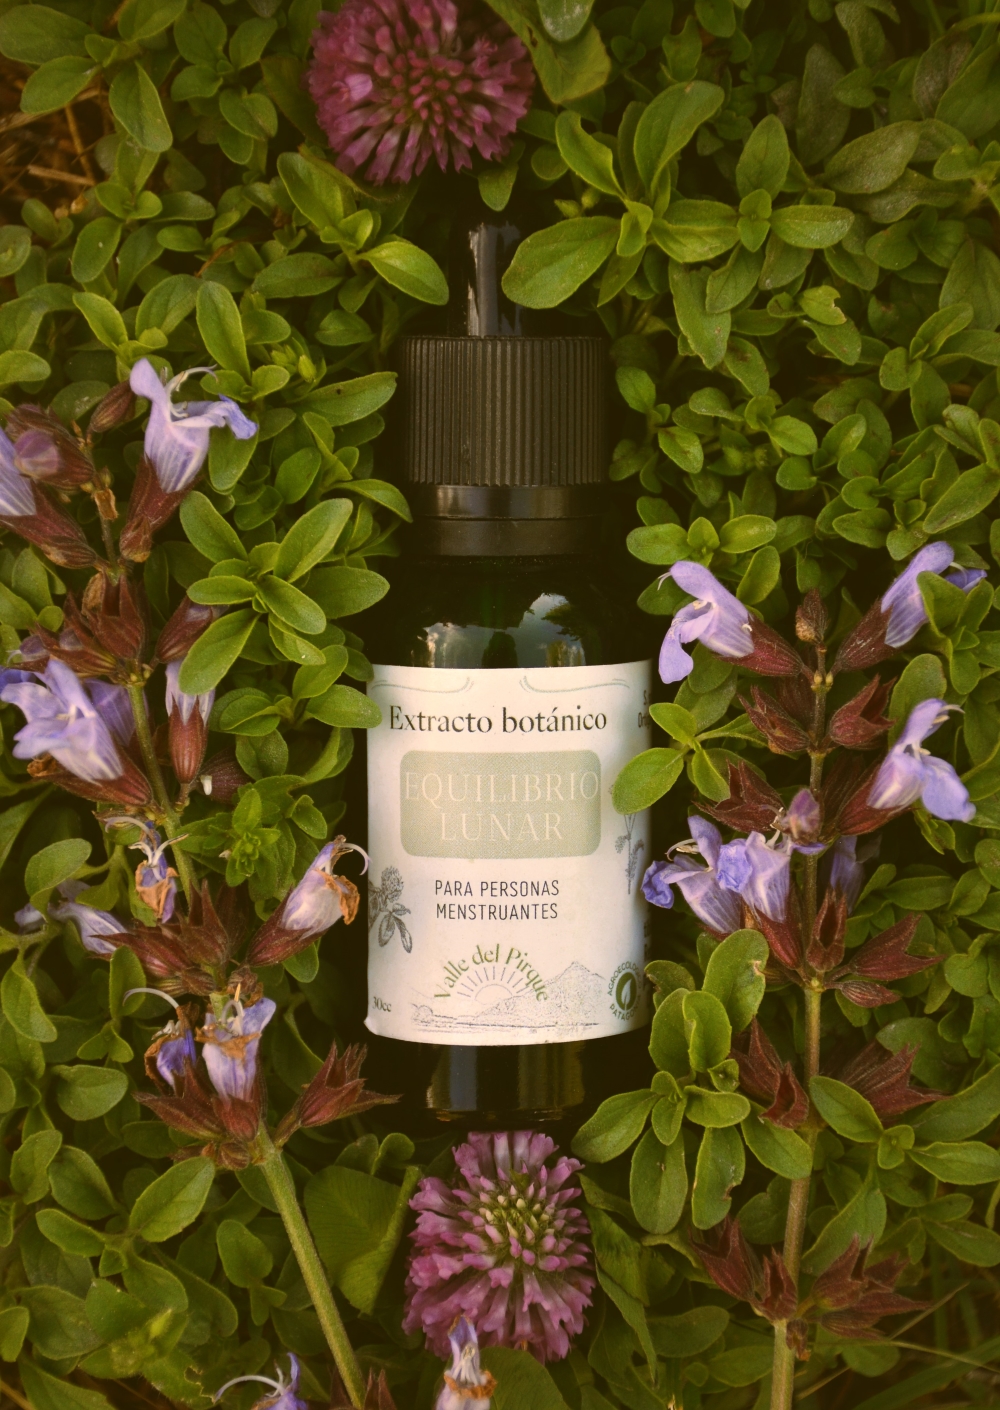 Extracto botánico
EQUILIBRIO
LUNAR
PARA PERSONAS
MENSTRUANTES
Valle del Pirque
30cc